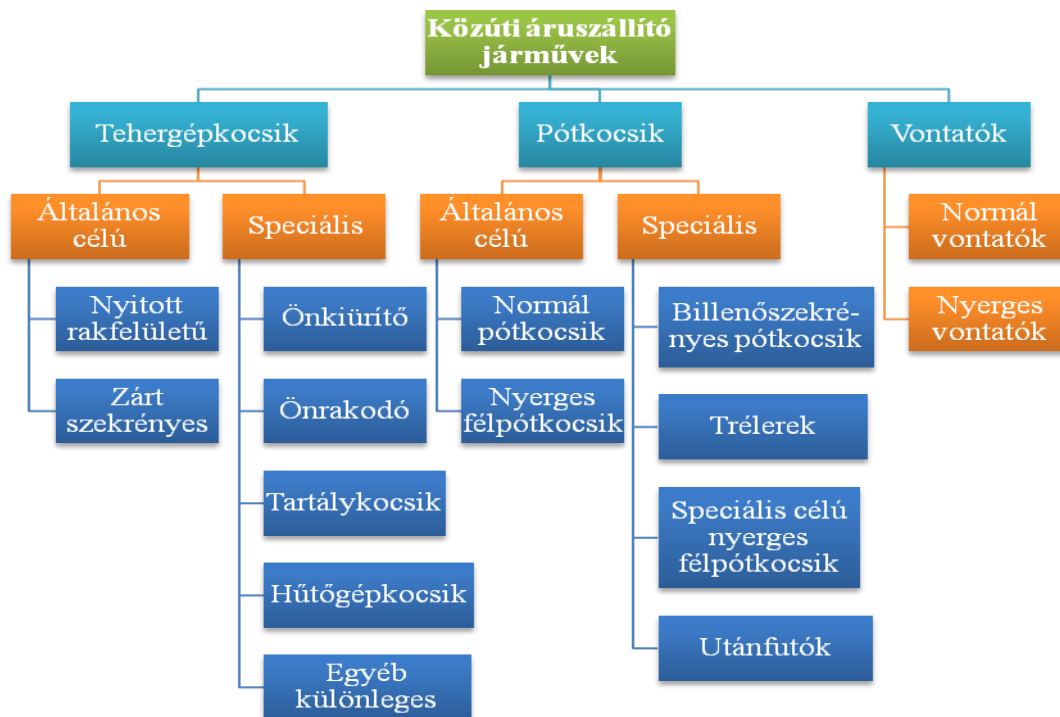 Közúti áruszállító
járművek
Tehergépkocsik
Pótkocsik
Vontatók
Általános
célú
Speciális
Általános
célú
Speciális
Normál
vontatók
Nyerges
vontatók
Nyitott
rakfelületű
Zárt
szekrényes
Önkiürítő
Önrakodó
Tartálykocsik
Hűtőgépkocsik
Egyéb
különleges
Normál
pótkocsik
Nyerges
félpótkocsik
Billenőszekré-
nyes pótkocsik
Trélerek
Speciális célú
nyerges
félpótkocsik
Utánfutók